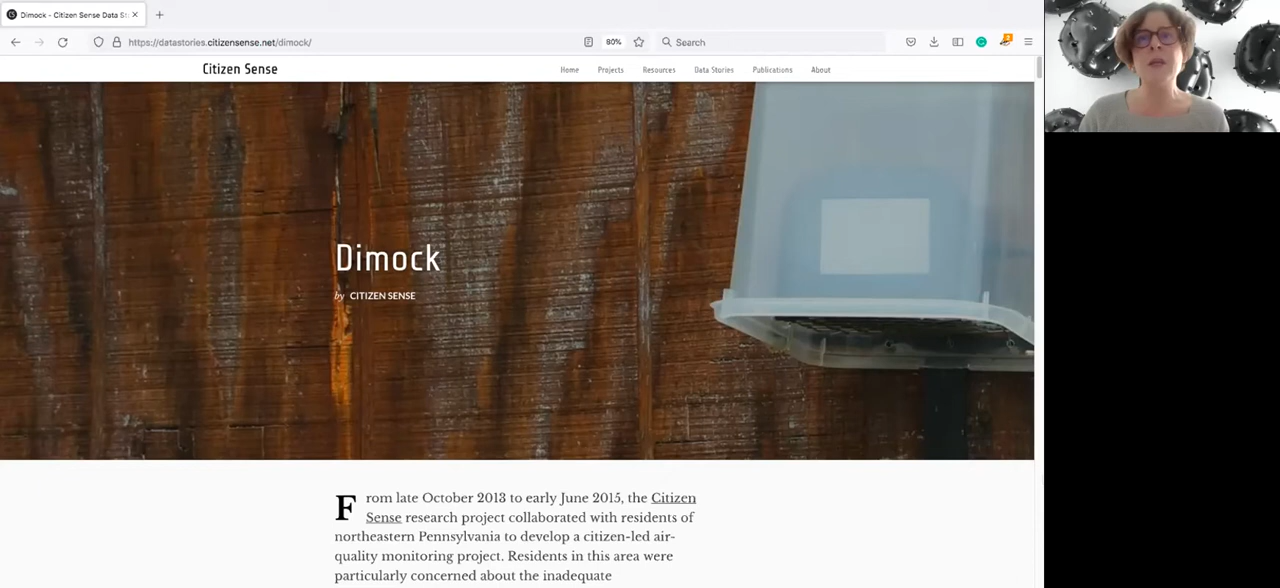 Dimock - Citizen Sense Data St
https://datastories.citizensense.net/dimock/
80%
Search
Citizen Sense
Home Projects Resources Data Stories Publications About
Dimock
by CITIZEN SENSE
From late October 2013 to early June 2015, the Citizen
Sense research project collaborated with residents of
northeastern Pennsylvania to develop a citizen-led air-
quality monitoring project. Residents in this area were
particularly concerned about the inadequate